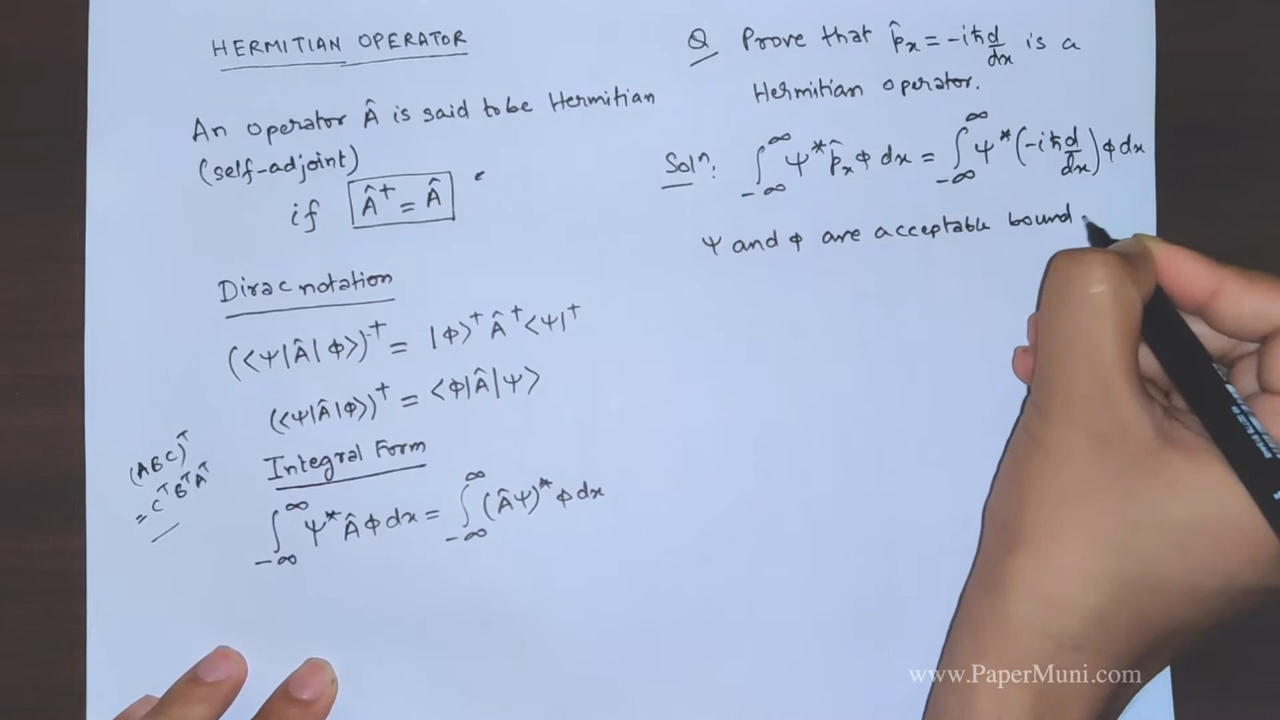 HERMITIAN OPERATOR
An operator Â is said to be Hermitian
(self-adjoint)
if Â† = Â
Dirac notation
(<Ψ|Â|Φ>)† = |Φ>† Â† <Ψ|†
(<Ψ|Â|Φ>)† = <Φ|Â|Ψ>
(ABC)ᵀ
= CᵀBᵀAᵀ
Integral Form
∫_{-∞}^{∞} Ψ* Â Φ dx = ∫_{-∞}^{∞} (ÂΨ)* Φ dx
Q Prove that p̂ₓ = -iħ d/dx is a
Hermitian operator.
Solⁿ: ∫_{-∞}^{∞} Ψ* p̂ₓ Φ dx = ∫_{-∞}^{∞} Ψ* (-iħ d/dx) Φ dx
Ψ and Φ are acceptable bound
www.PaperMuni.com